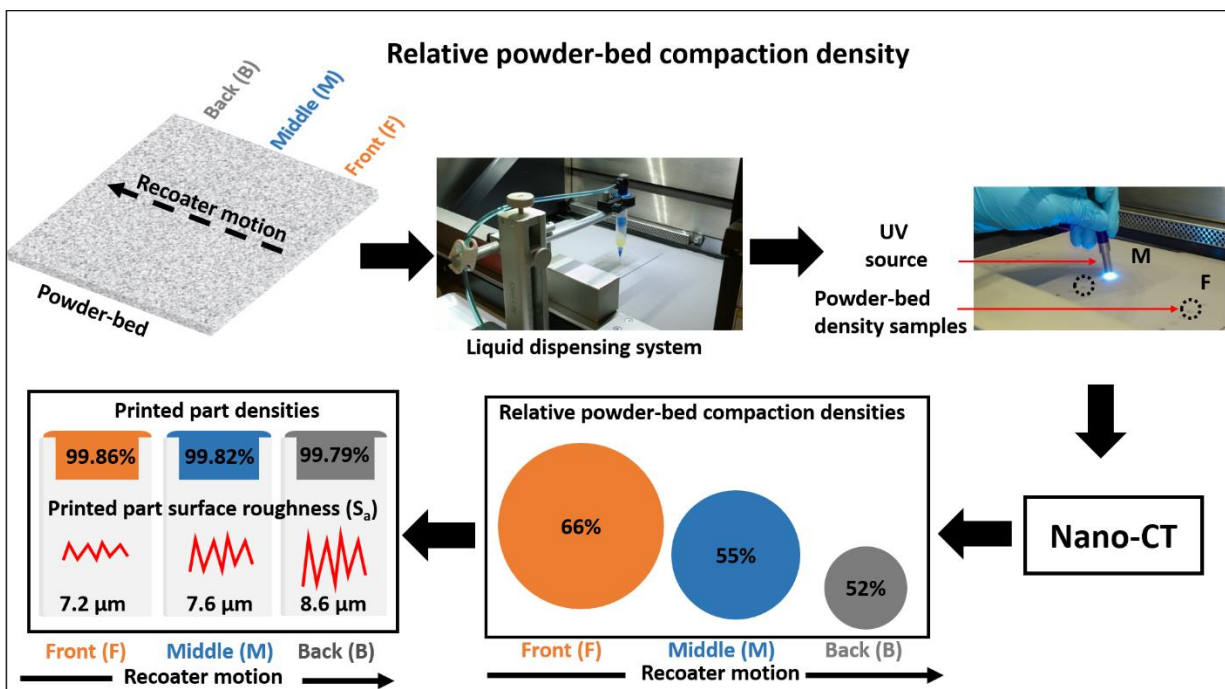 Relative powder-bed compaction density
Back (B)
Middle (M)
Front (F)
Recoater motion
Powder-bed
Liquid dispensing system
UV
source
Powder-bed
density samples
M
F
Printed part densities
99.86%
99.82%
99.79%
Printed part surface roughness (Sa)
7.2 µm
7.6 µm
8.6 µm
Front (F)
Middle (M)
Back (B)
Recoater motion
Relative powder-bed compaction densities
66%
55%
52%
Front (F)
Middle (M)
Back (B)
Recoater motion
Nano-CT